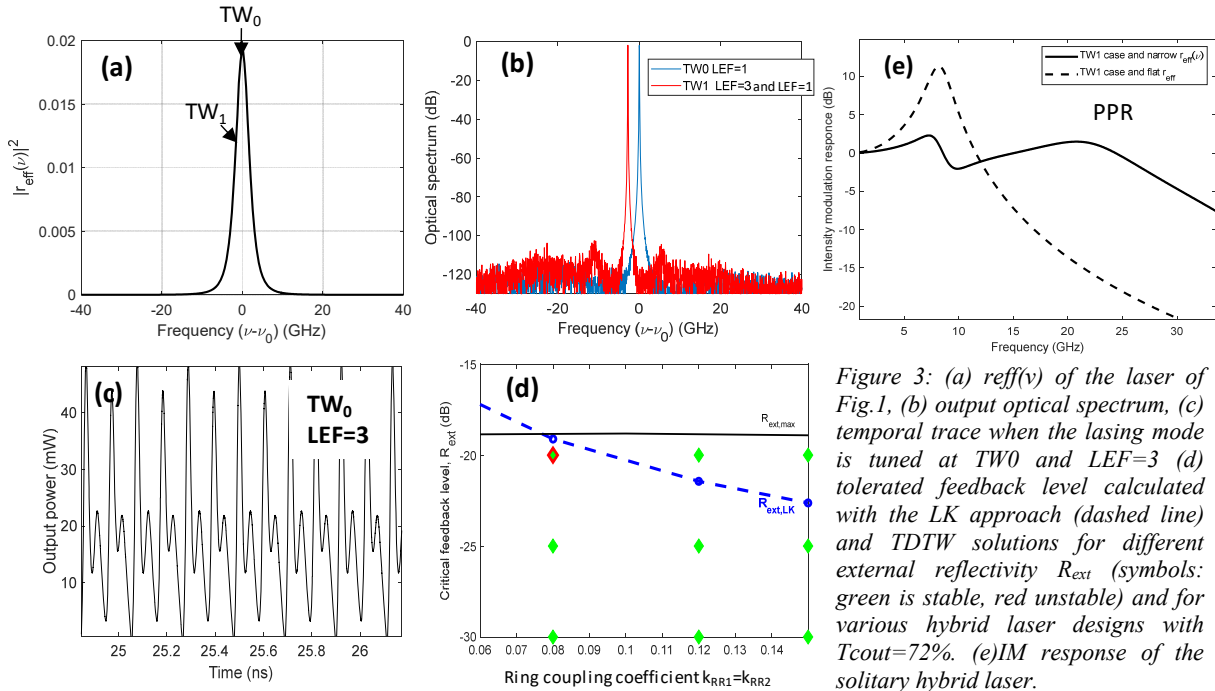 TW0
(a)
TW1
0.02
0.015
0.01
0.005
0
|reff(ν)|²
-40
-20
0
20
40
Frequency (ν-ν0) (GHz)
(b)
TW0 LEF=1
TW1 LEF=3 and LEF=1
0
-20
-40
-60
-80
-100
-120
Optical spectrum (dB)
-40
-20
0
20
40
Frequency (ν-ν0) (GHz)
(e)
TW1 case and narrow reff(ν)
TW1 case and flat reff
PPR
10
5
0
-5
-10
-15
-20
Intensity modulation responce (dB)
5
10
15
20
25
30
Frequency (GHz)
(c)
TW0
LEF=3
40
30
20
10
Output power (mW)
25
25.2
25.4
25.6
25.8
26
Time (ns)
(d)
Rext,max
Rext,LK
-15
-20
-25
-30
Critical feedback level, Rext (dB)
0.06
0.07
0.08
0.09
0.1
0.11
0.12
0.13
0.14
Ring coupling coefficient kRR1=kRR2
Figure 3: (a) reff(v) of the laser of
Fig.1, (b) output optical spectrum, (c)
temporal trace when the lasing mode
is tuned at TW0 and LEF=3 (d)
tolerated feedback level calculated
with the LK approach (dashed line)
and TDTW solutions for different
external reflectivity Rext (symbols:
green is stable, red unstable) and for
various hybrid laser designs with
Tcout=72%. (e)IM response of the
solitary hybrid laser.